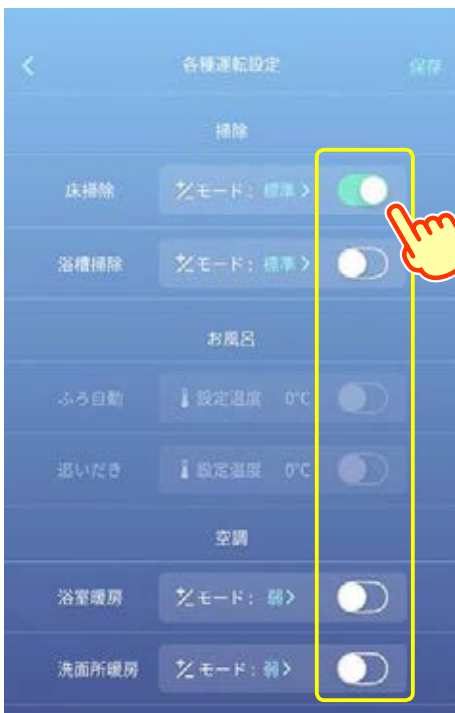 各種運転設定 保存
掃除
床掃除 モード: 標準
浴槽掃除 モード: 標準
お風呂
ふろ自動 設定温度 0℃
追いだき 設定温度 0℃
空調
浴室暖房 モード: 弱
洗面所暖房 モード: 弱